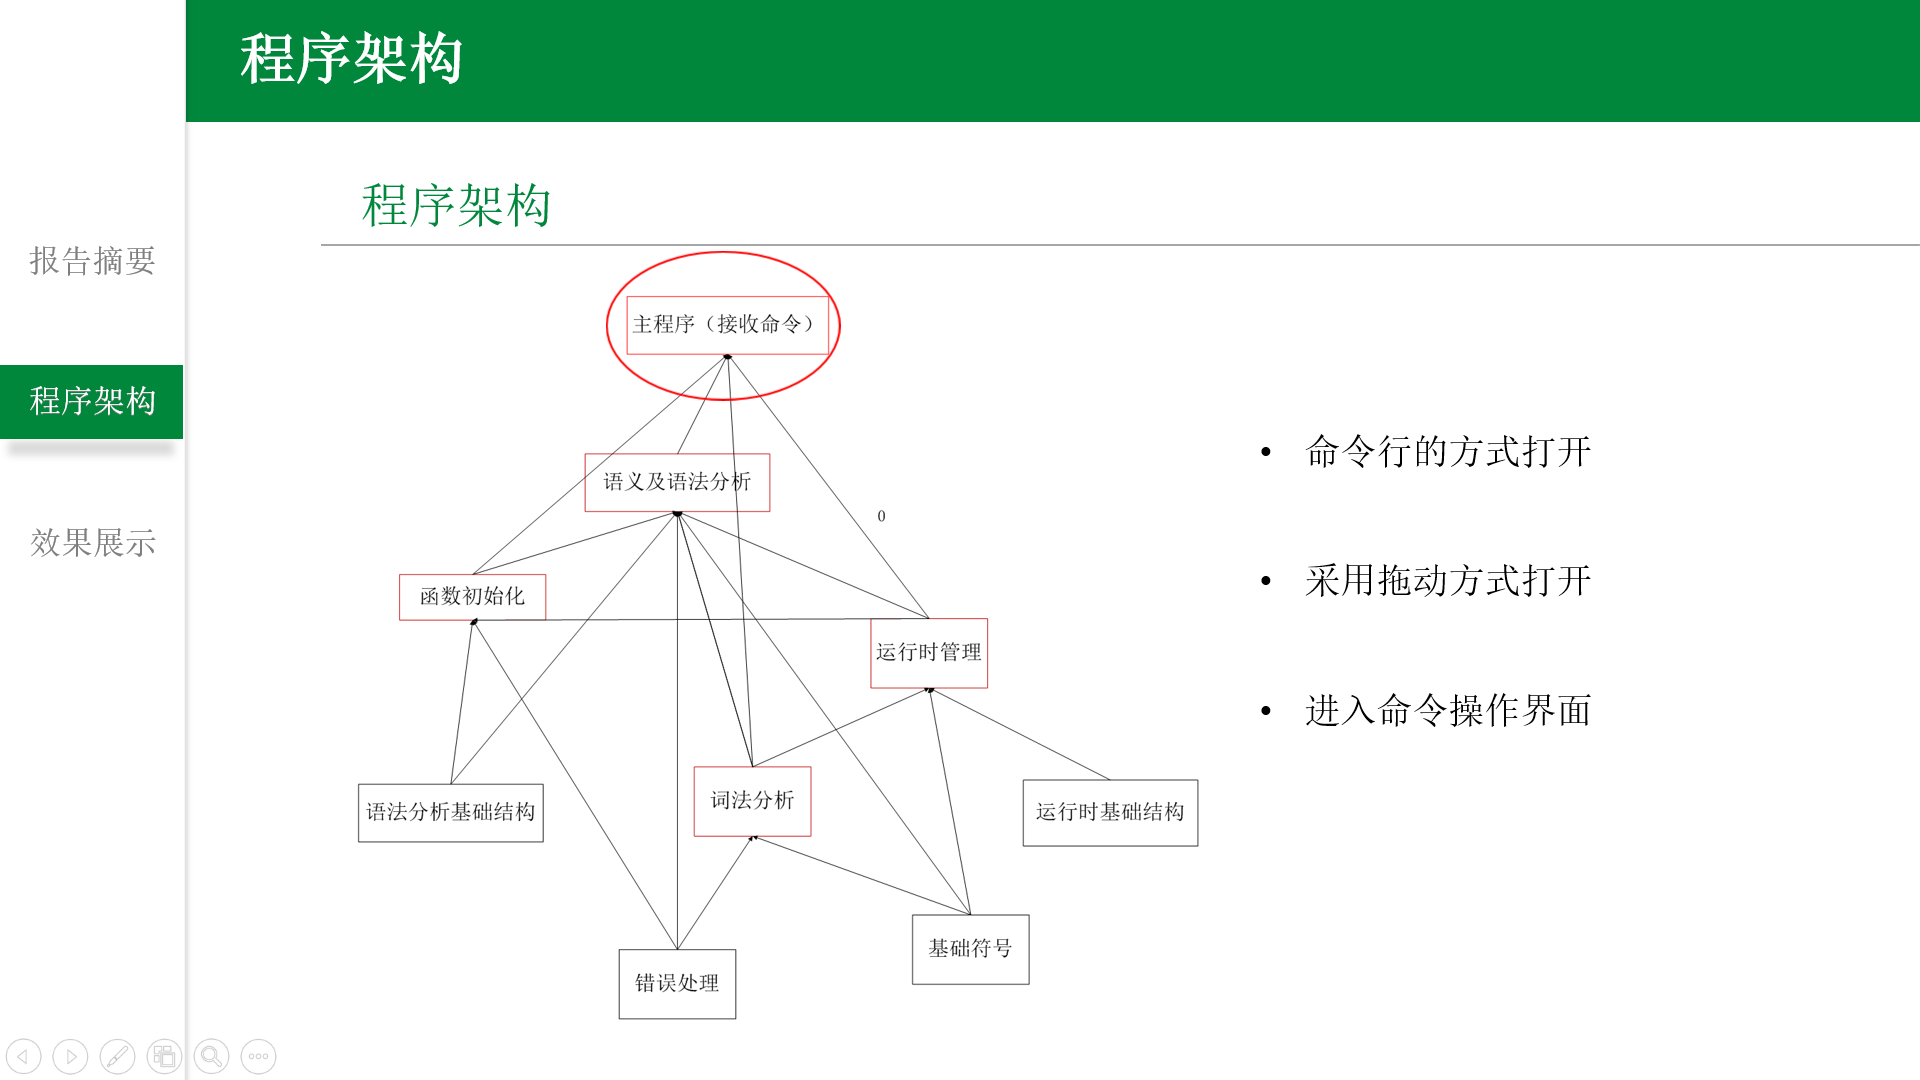 程序架构
报告摘要
程序架构
效果展示
程序架构
主程序（接收命令）
语义及语法分析
0
函数初始化
运行时管理
语法分析基础结构
词法分析
运行时基础结构
基础符号
错误处理
• 命令行的方式打开
• 采用拖动方式打开
• 进入命令操作界面